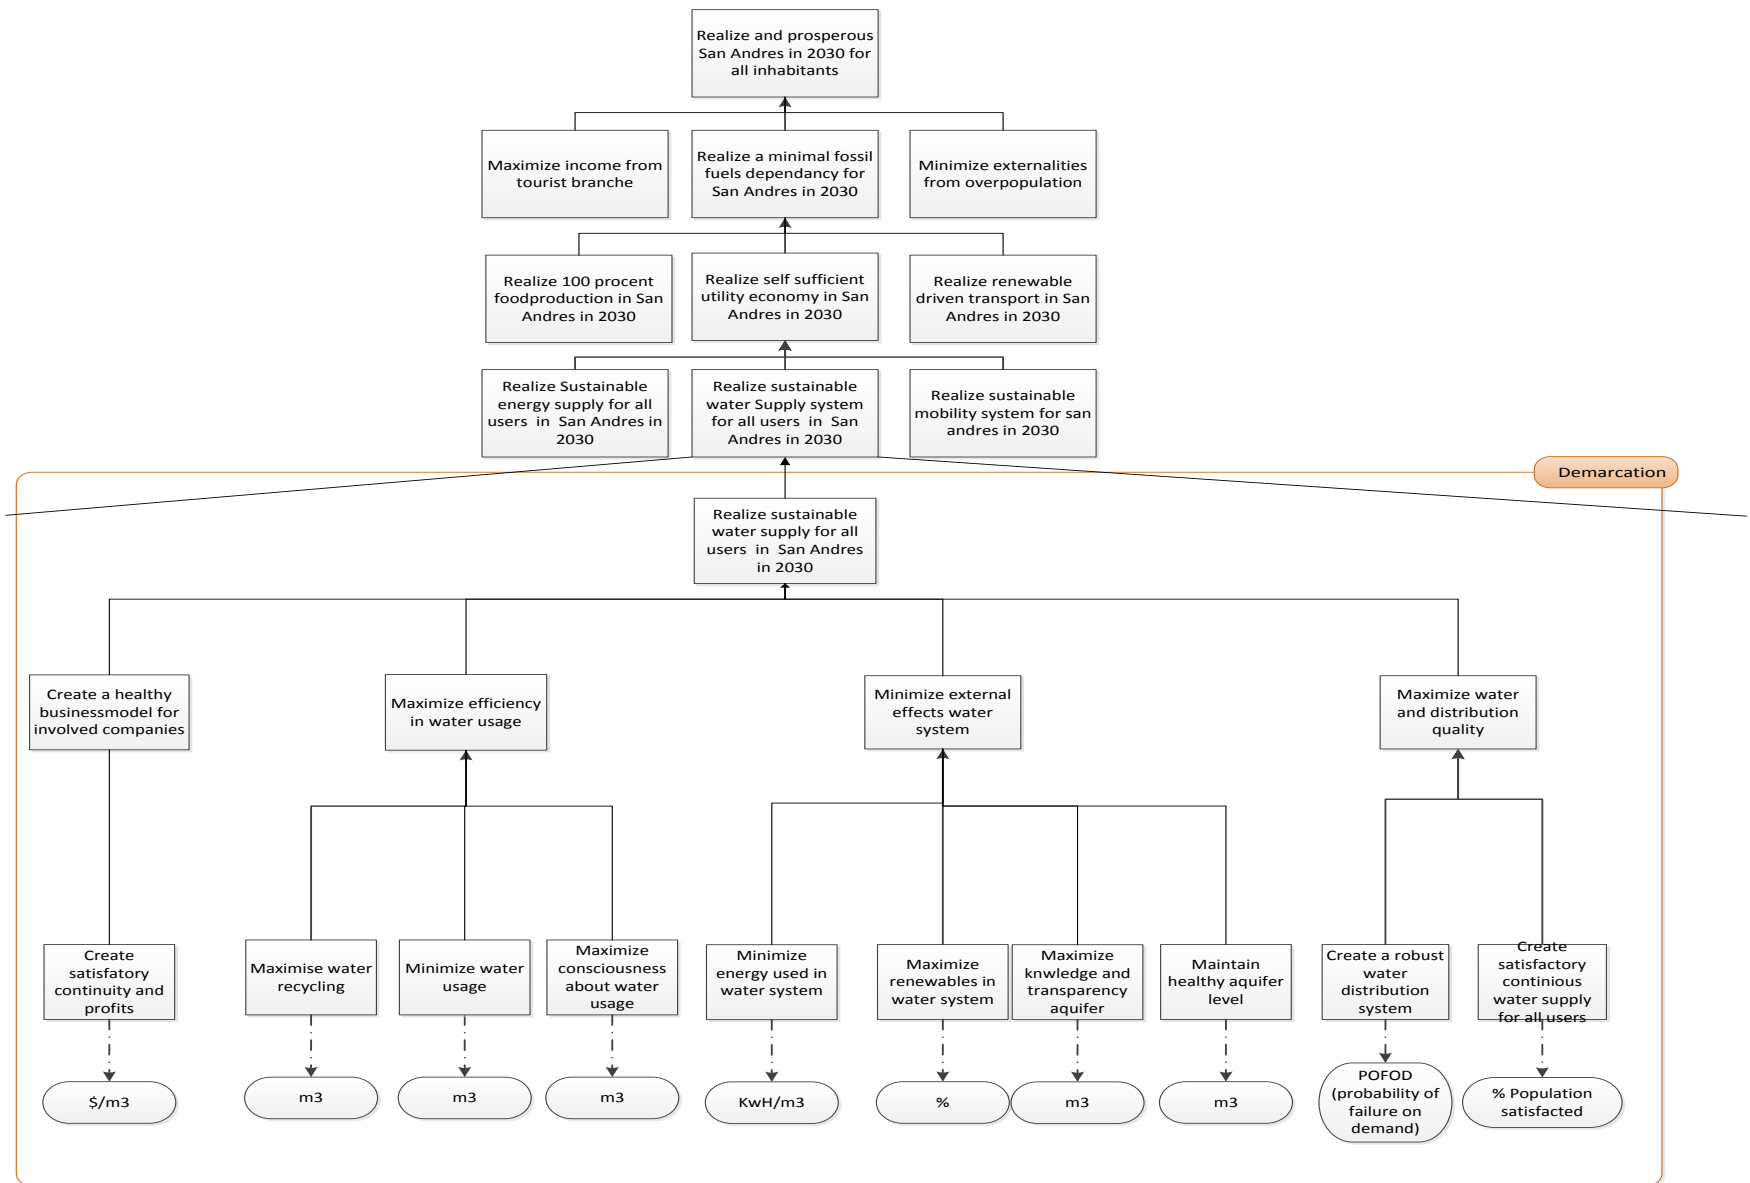 Realize and prosperous
San Andres in 2030 for
all inhabitants
Maximize income from
tourist branche
Realize a minimal fossil
fuels dependancy for
San Andres in 2030
Minimize externalities
from overpopulation
Realize 100 procent
foodproduction in San
Andres in 2030
Realize self sufficient
utility economy in San
Andres in 2030
Realize renewable
driven transport in San
Andres in 2030
Realize Sustainable
energy supply for all
users in San Andres in
2030
Realize sustainable
water Supply system
for all users in San
Andres in 2030
Realize sustainable
mobility system for san
andres in 2030
Demarcation
Realize sustainable
water supply for all
users in San Andres
in 2030
Create a healthy
businessmodel for
involved companies
Maximize efficiency
in water usage
Minimize external
effects water
system
Maximize water
and distribution
quality
Create
satisfatory
continuity and
profits
Maximise water
recycling
Minimize water
usage
Maximize
consciousness
about water
usage
Minimize
energy used in
water system
Maximize
renewables in
water system
Maximize
knwledge and
transparency
aquifer
Maintain
healthy aquifer
level
Create a robust
water
distribution
system
Create
satisfactory
continious
water supply
for all users
$/m3
m3
m3
m3
KwH/m3
%
m3
m3
POFOD
(probability of
failure on
demand)
% Population
satisfied